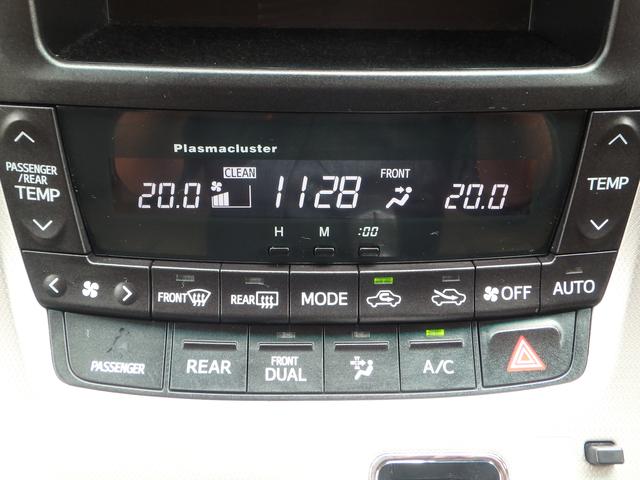 Plasmacluster
PASSENGER
/REAR
TEMP
20.0
CLEAN
1128
FRONT
20.0
TEMP
H M :00
FRONT REAR MODE OFF AUTO
PASSENGER REAR FRONT
DUAL A/C